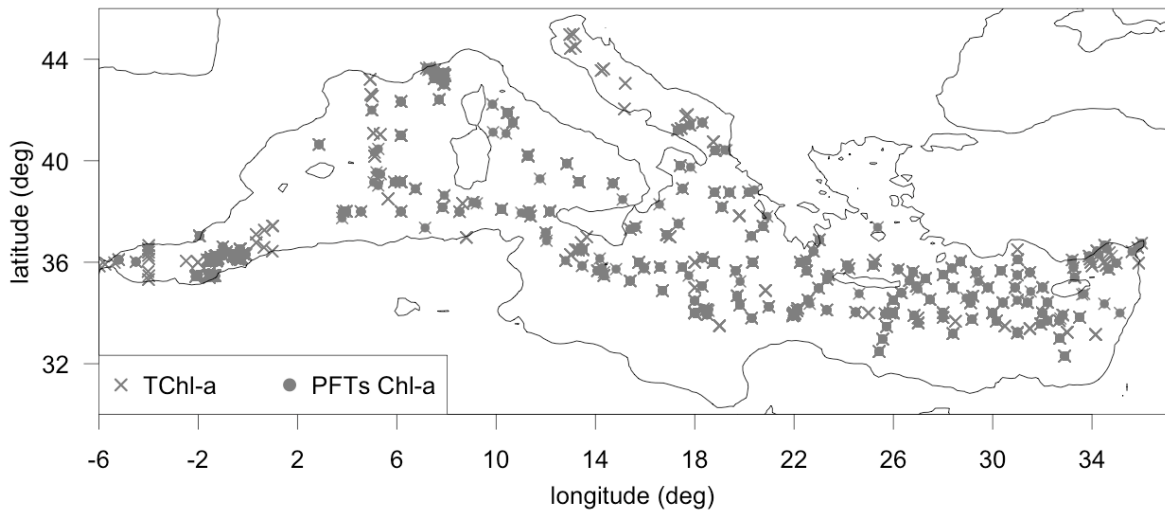 44
40
36
32
latitude (deg)
× TChl-a ● PFTs Chl-a
-6 -2 2 6 10 14 18 22 26 30 34
longitude (deg)